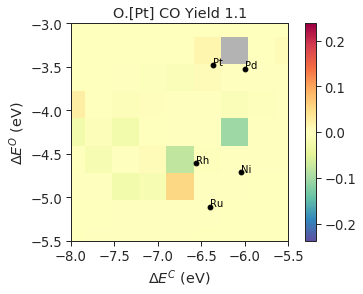 O.[Pt] CO Yield 1.1
−3.0
−3.5
−4.0
−4.5
−5.0
−5.5
ΔE^O (eV)
Pt
Pd
Rh
Ni
Ru
−8.0 −7.5 −7.0 −6.5 −6.0 −5.5
ΔE^C (eV)
0.2
0.1
0.0
−0.1
−0.2